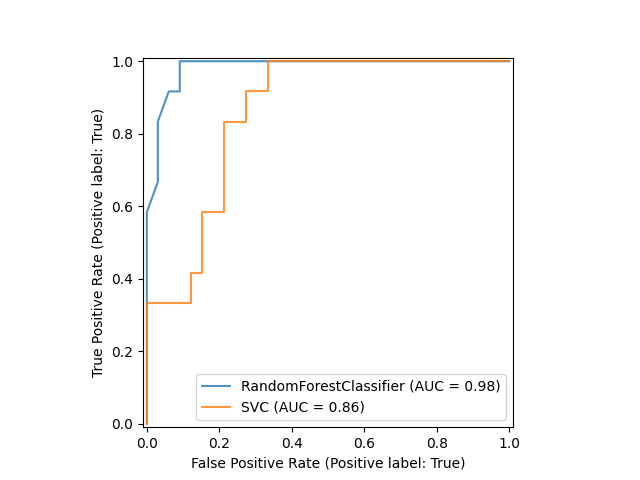 1.0
0.8
0.6
0.4
0.2
0.0
True Positive Rate (Positive label: True)
RandomForestClassifier (AUC = 0.98)
SVC (AUC = 0.86)
0.0 0.2 0.4 0.6 0.8 1.0
False Positive Rate (Positive label: True)